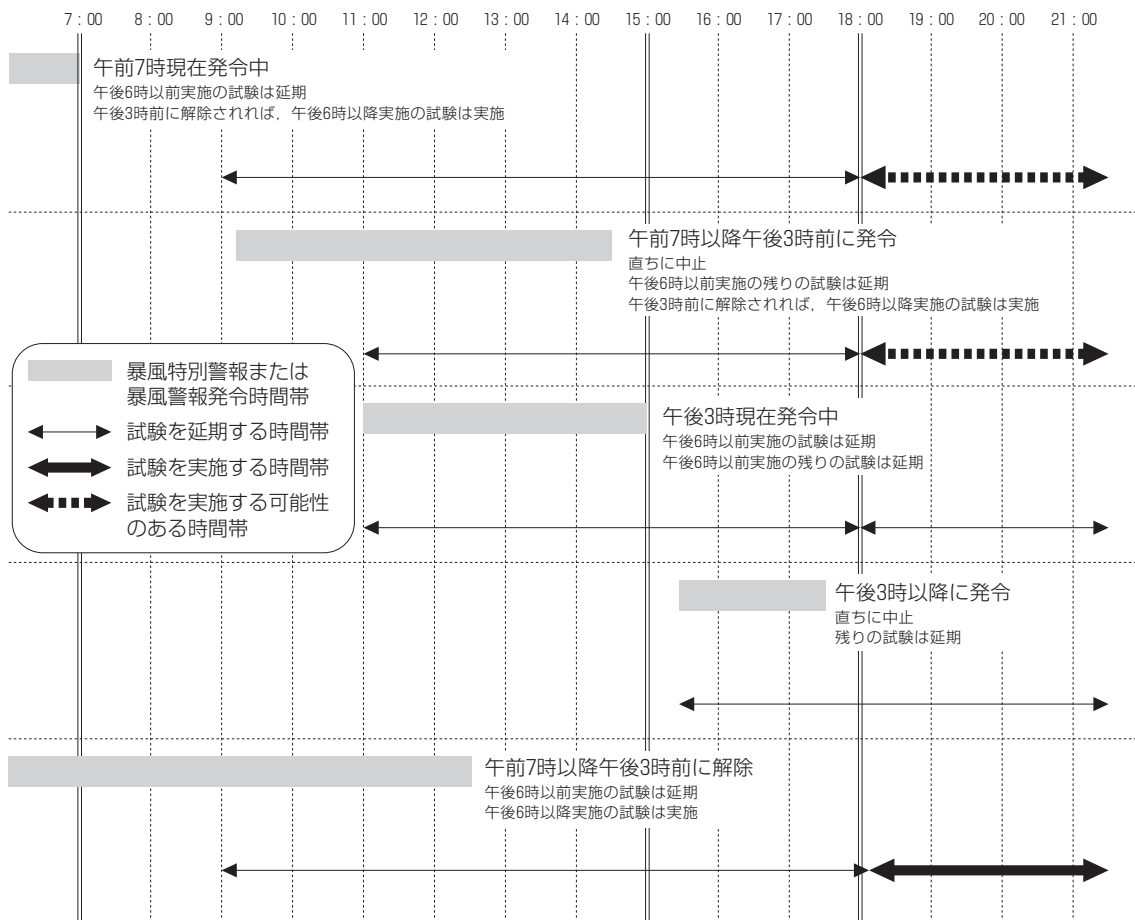 7：00 8：00 9：00 10：00 11：00 12：00 13：00 14：00 15：00 16：00 17：00 18：00 19：00 20：00 21：00
午前7時現在発令中
午後6時以前実施の試験は延期
午後3時前に解除されれば，午後6時以降実施の試験は実施
午前7時以降午後3時前に発令
直ちに中止
午後6時以前実施の残りの試験は延期
午後3時前に解除されれば，午後6時以降実施の試験は実施
暴風特別警報または
暴風警報発令時間帯
試験を延期する時間帯
試験を実施する時間帯
試験を実施する可能性
のある時間帯
午後3時現在発令中
午後6時以前実施の試験は延期
午後6時以前実施の残りの試験は延期
午後3時以降に発令
直ちに中止
残りの試験は延期
午前7時以降午後3時前に解除
午後6時以前実施の試験は延期
午後6時以降実施の試験は実施